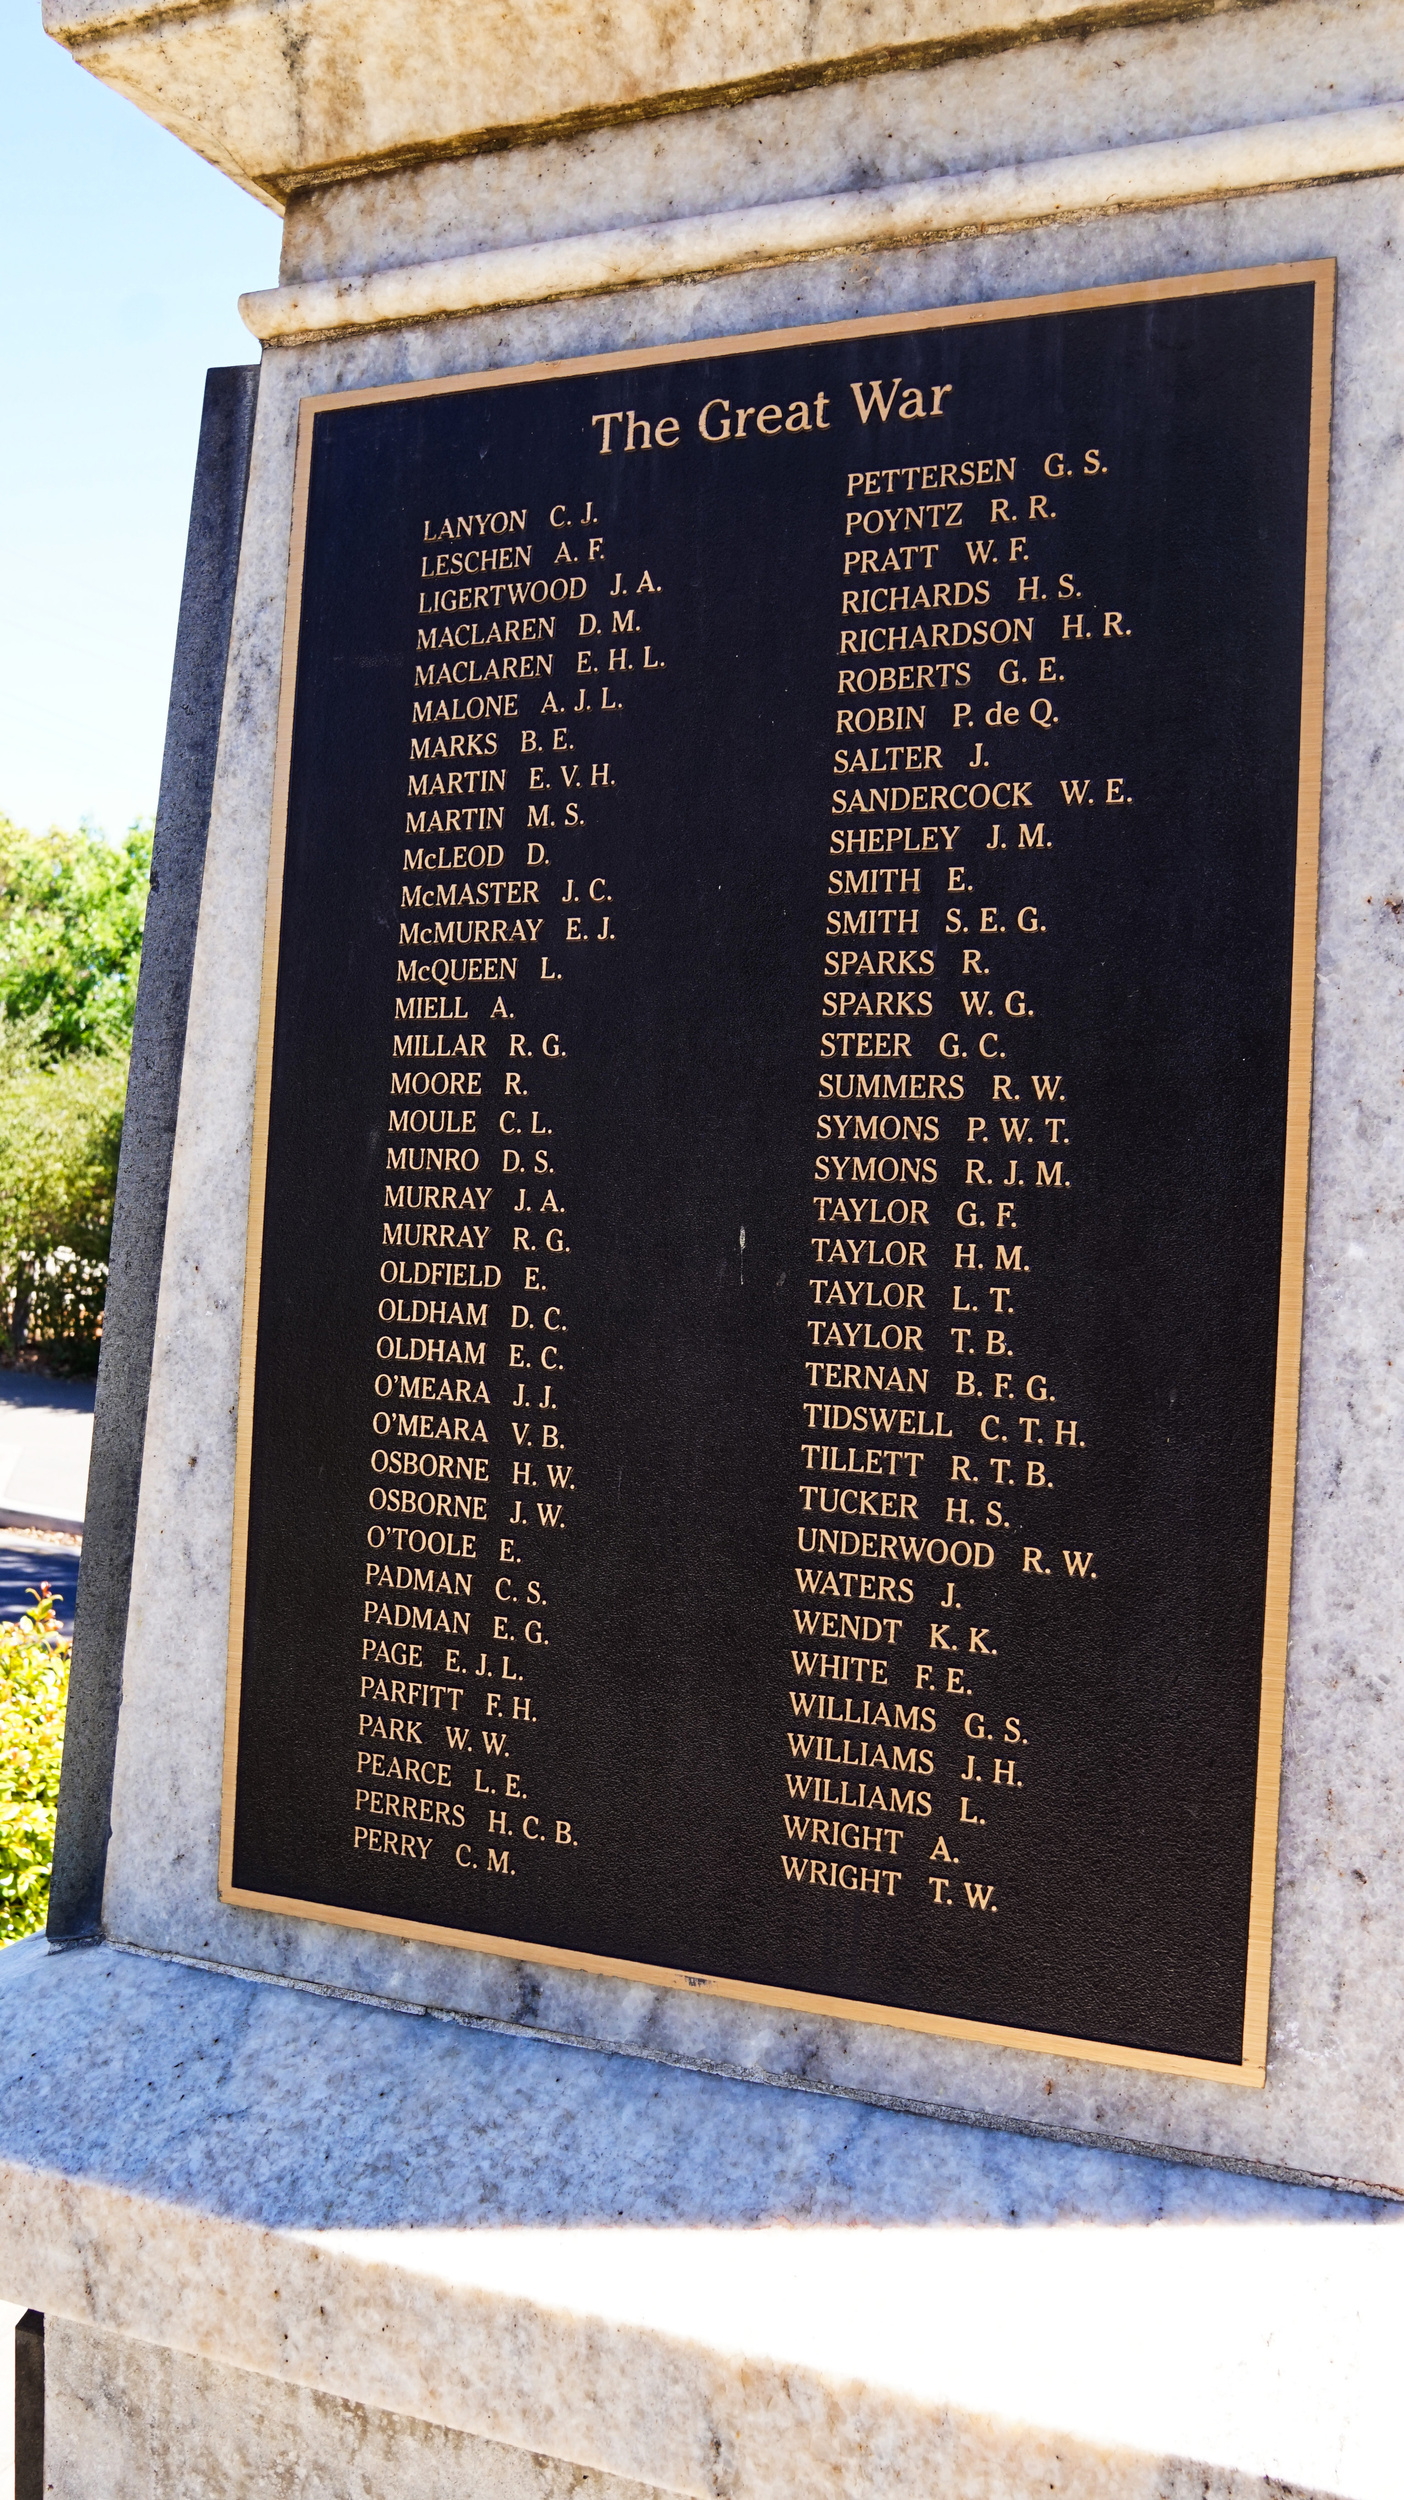 The Great War
LANYON C. J.
LESCHEN A. F.
LIGERTWOOD J. A.
MACLAREN D. M.
MACLAREN E. H. L.
MALONE A. J. L.
MARKS B. E.
MARTIN E. V. H.
MARTIN M. S.
McLEOD D.
McMASTER J. C.
McMURRAY E. J.
McQUEEN L.
MIELL A.
MILLAR R. G.
MOORE R.
MOULE C. L.
MUNRO D. S.
MURRAY J. A.
MURRAY R. G.
OLDFIELD E.
OLDHAM D. C.
OLDHAM E. C.
O'MEARA J. J.
O'MEARA V. B.
OSBORNE H. W.
OSBORNE J. W.
O'TOOLE E.
PADMAN C. S.
PADMAN E. G.
PAGE E. J. L.
PARFITT F. H.
PARK W. W.
PEARCE L. E.
PERRERS H. C. B.
PERRY C. M.
PETTERSEN G. S.
POYNTZ R. R.
PRATT W. F.
RICHARDS H. S.
RICHARDSON H. R.
ROBERTS G. E.
ROBIN P. de Q.
SALTER J.
SANDERCOCK W. E.
SHEPLEY J. M.
SMITH E.
SMITH S. E. G.
SPARKS R.
SPARKS W. G.
STEER G. C.
SUMMERS R. W.
SYMONS P. W. T.
SYMONS R. J. M.
TAYLOR G. F.
TAYLOR H. M.
TAYLOR L. T.
TAYLOR T. B.
TERNAN B. F. G.
TIDSWELL C. T. H.
TILLETT R. T. B.
TUCKER H. S.
UNDERWOOD R. W.
WATERS J.
WENDT K. K.
WHITE F. E.
WILLIAMS G. S.
WILLIAMS J. H.
WILLIAMS L.
WRIGHT A.
WRIGHT T. W.